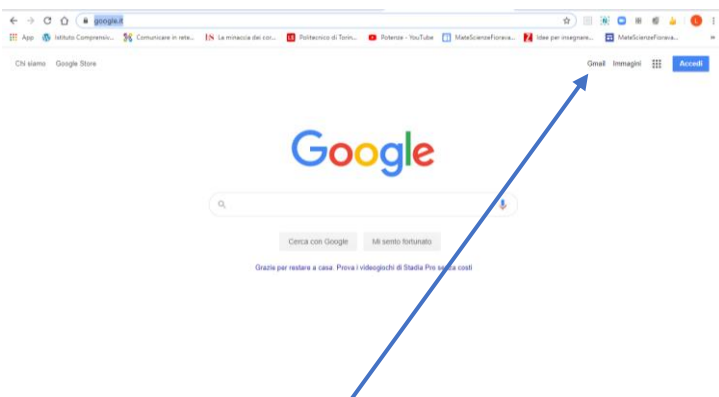 google.it
App Istituto Comprensiv... Comunicare in rete... LS La minaccia dei cor... Politecnico di Torin... Potenze - YouTube MateScienzeFiorava... Idee per insegnare... MateScienzeFiorava...
Chi siamo Google Store Gmail Immagini Accedi
Google
Cerca con Google Mi sento fortunato
Grazie per restare a casa. Prova i videogiochi di Stadia Pro senza costi